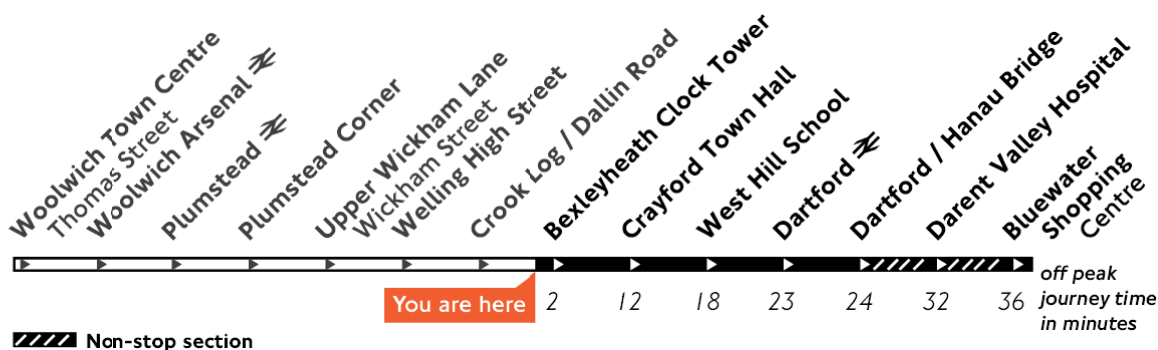 Woolwich Town Centre
Thomas Street
Woolwich Arsenal
Plumstead
Plumstead Corner
Upper Wickham Lane
Wickham Street
Welling High Street
Crook Log / Dallin Road
Bexleyheath Clock Tower
Crayford Town Hall
West Hill School
Dartford
Dartford / Hanau Bridge
Darent Valley Hospital
Bluewater
Shopping
Centre
You are here
2 12 18 23 24 32 36
off peak
journey time
in minutes
Non-stop section